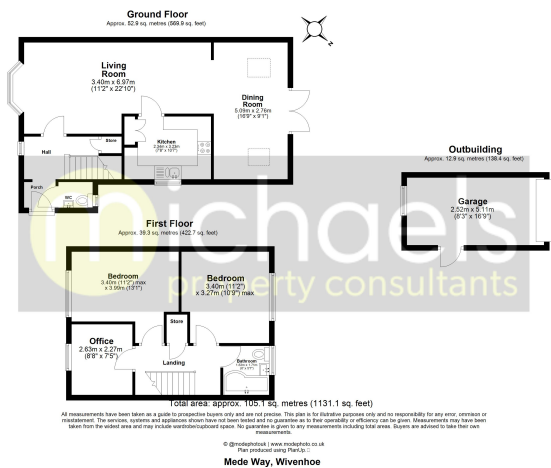 Ground Floor
Approx. 52.9 sq. metres (569.9 sq. feet)
Living
Room
3.40m x 6.97m
(11'2" x 22'10")
Dining
Room
5.09m x 2.76m
(16'9" x 9'1")
Kitchen
Store
Hall
Porch
WC
N
Outbuilding
Approx. 12.9 sq. metres (138.4 sq. feet)
Garage
2.52m x 5.11m
(8'3" x 16'9")
michaels
property consultants
First Floor
Approx. 39.3 sq. metres (422.7 sq. feet)
Bedroom
3.40m (11'2") max
x 3.99m (13'1")
Bedroom
3.40m (11'2")
x 3.27m (10'9") max
Store
Office
2.63m x 2.27m
(8'8" x 7'5")
Landing
Bathroom
Total area: approx. 105.1 sq. metres (1131.1 sq. feet)
All measurements have been taken as a guide to prospective buyers only and are not precise. This plan is for illustrative purposes only and no responsibility for any error, ommison or
misstatement. The services, systems and appliances shown have not been tested and no guarantee as to their operability or efficiency can be given. Measurements may have been
taken from the widest area and may include wardrobe/cupboard space. No guarantee is given to any measurements including total areas. Buyers are advised to take their own
measurements.
© @modephotouk | www.modephoto.co.uk
Plan produced using PlanUp.
Mede Way, Wivenhoe